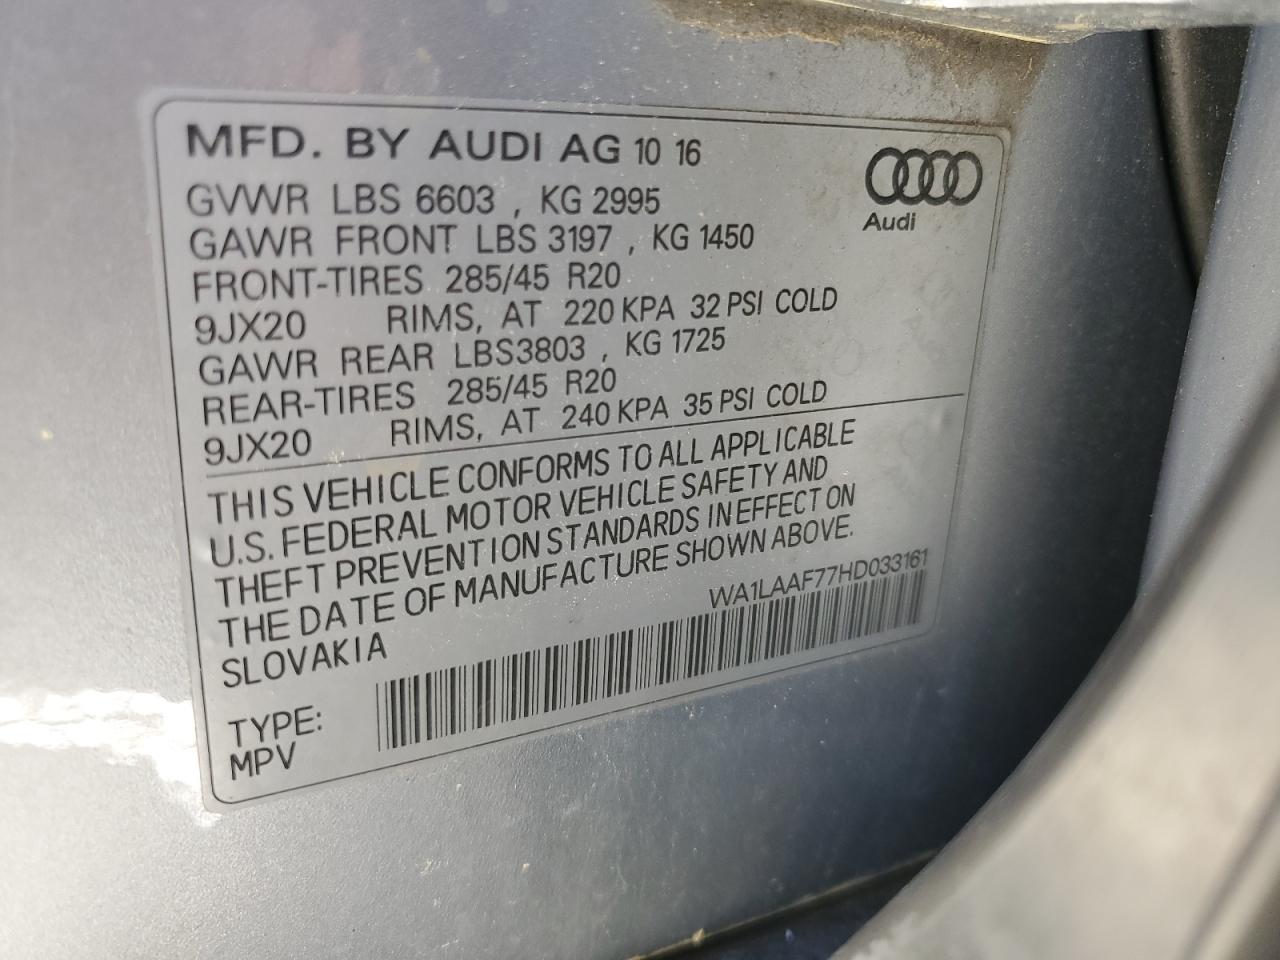 MFD. BY AUDI AG 10 16
GVWR LBS 6603 , KG 2995
Audi
GAWR FRONT LBS 3197 , KG 1450
FRONT-TIRES 285/45 R20
9JX20 RIMS, AT 220 KPA 32 PSI COLD
GAWR REAR LBS3803 , KG 1725
REAR-TIRES 285/45 R20
9JX20 RIMS, AT 240 KPA 35 PSI COLD
THIS VEHICLE CONFORMS TO ALL APPLICABLE
U.S. FEDERAL MOTOR VEHICLE SAFETY AND
THEFT PREVENTION STANDARDS IN EFFECT ON
THE DATE OF MANUFACTURE SHOWN ABOVE.
SLOVAKIA
WA1LAAF77HD033161
TYPE:
MPV